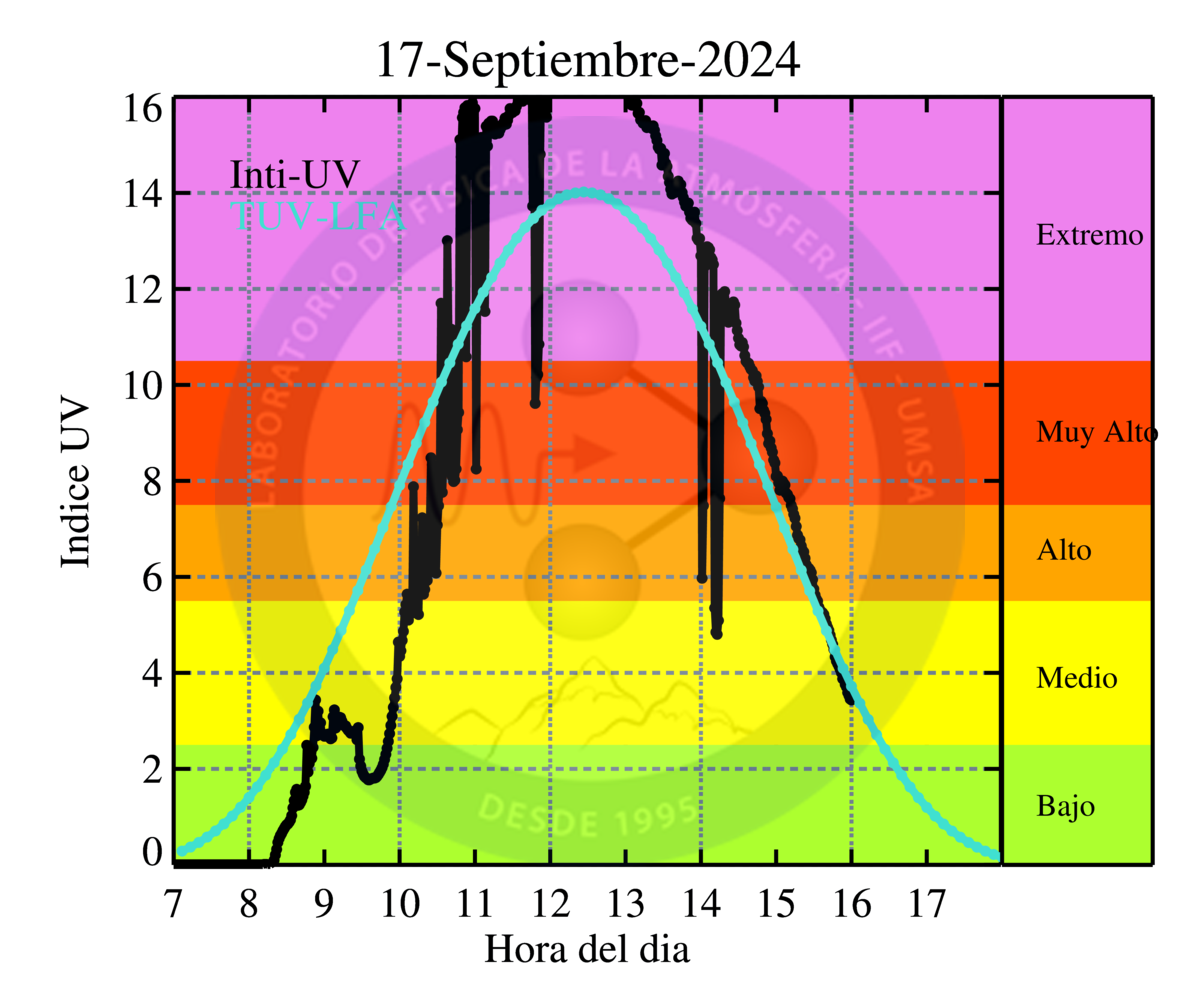 17-Septiembre-2024
16
14
12
10
8
6
4
2
0
Indice UV
Inti-UV
TUV-LFA
LABORATORIO DE FÍSICA DE LA ATMÓSFERA - IIF - UMSA
DESDE 1995
Extremo
Muy Alto
Alto
Medio
Bajo
7 8 9 10 11 12 13 14 15 16 17
Hora del dia